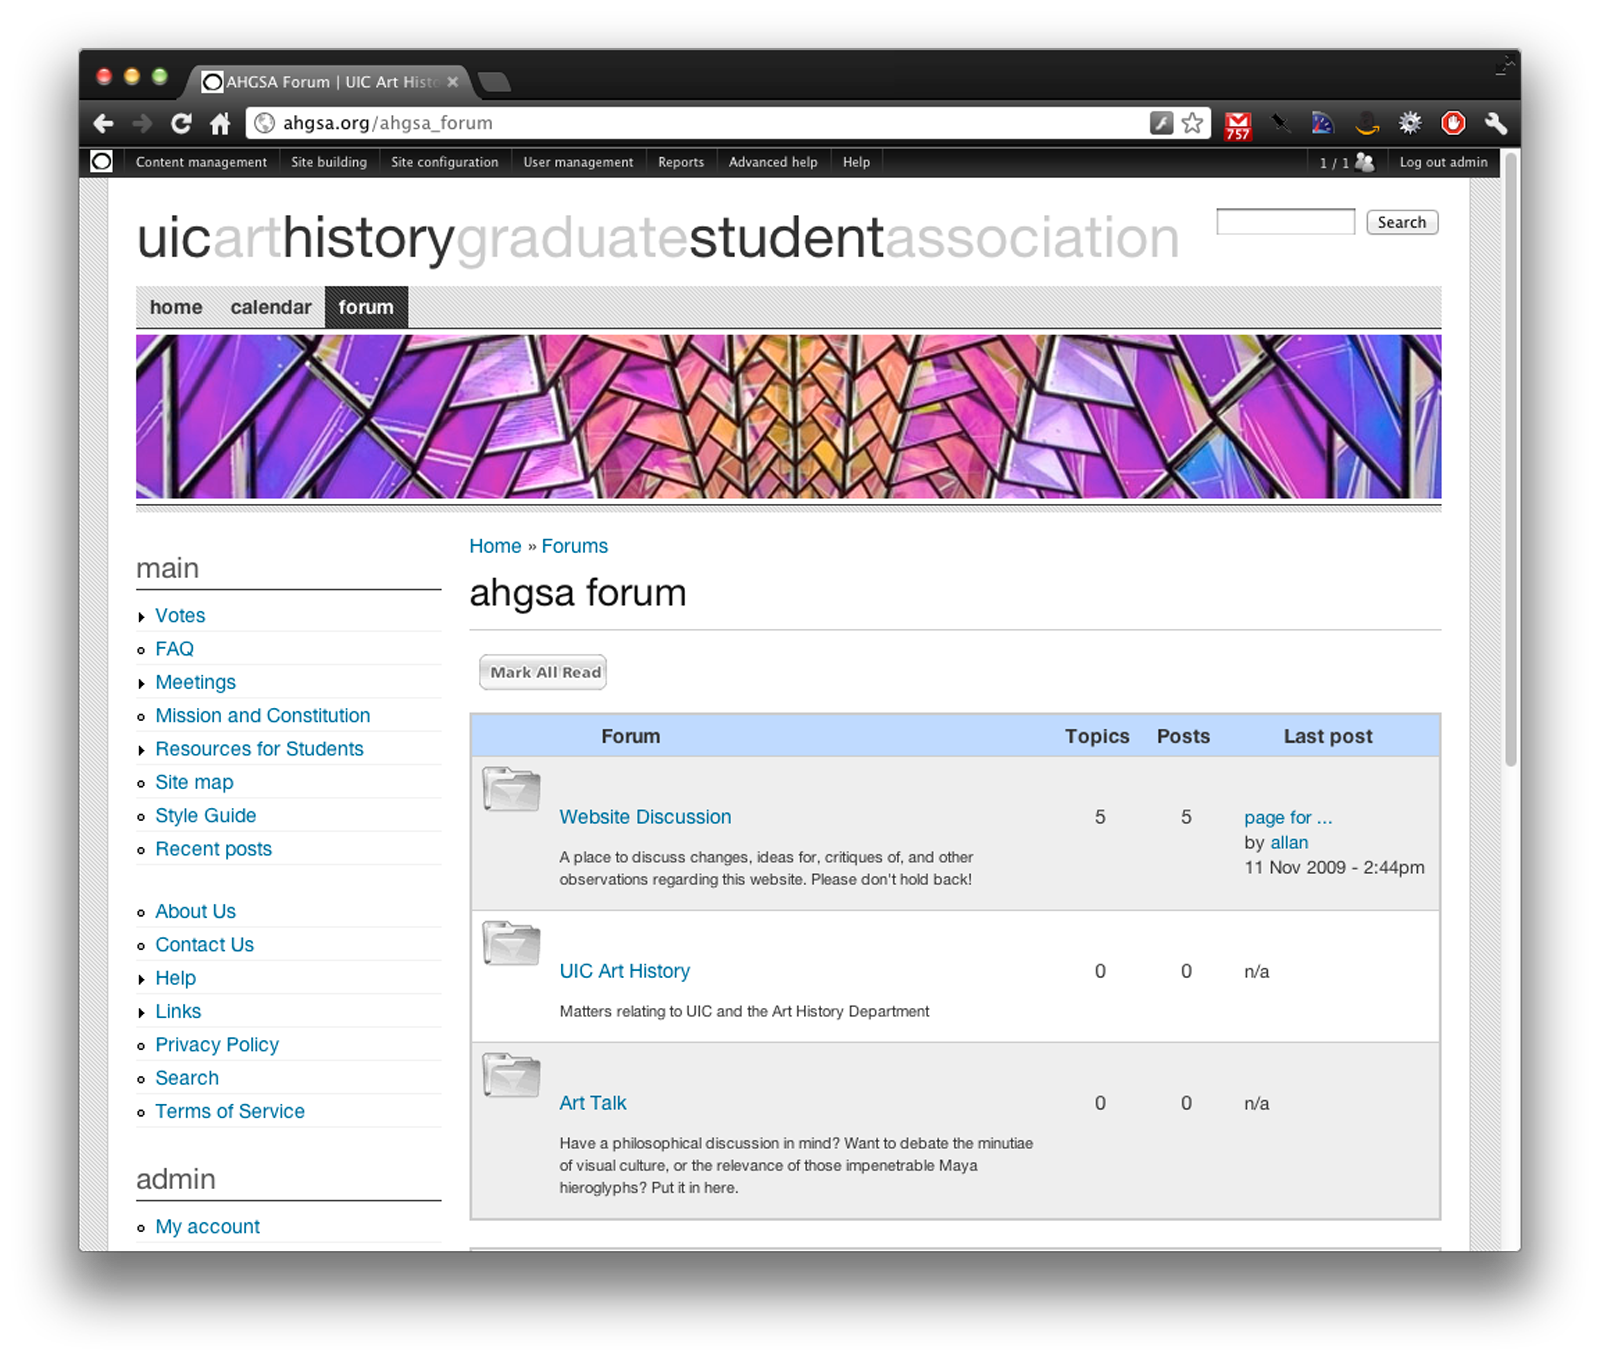 AHGSA Forum | UIC Art Histo
ahgsa.org/ahgsa_forum
757
Content management Site building Site configuration User management Reports Advanced help Help 1 / 1 Log out admin
uicarthistorygraduatestudentassociation
Search
home calendar forum
Home » Forums
main
ahgsa forum
Votes
FAQ
Meetings
Mission and Constitution
Resources for Students
Site map
Style Guide
Recent posts
About Us
Contact Us
Help
Links
Privacy Policy
Search
Terms of Service
admin
My account
Mark All Read
Forum Topics Posts Last post
Website Discussion 5 5 page for ...
by allan
11 Nov 2009 - 2:44pm
A place to discuss changes, ideas for, critiques of, and other
observations regarding this website. Please don't hold back!
UIC Art History 0 0 n/a
Matters relating to UIC and the Art History Department
Art Talk 0 0 n/a
Have a philosophical discussion in mind? Want to debate the minutiae
of visual culture, or the relevance of those impenetrable Maya
hieroglyphs? Put it in here.